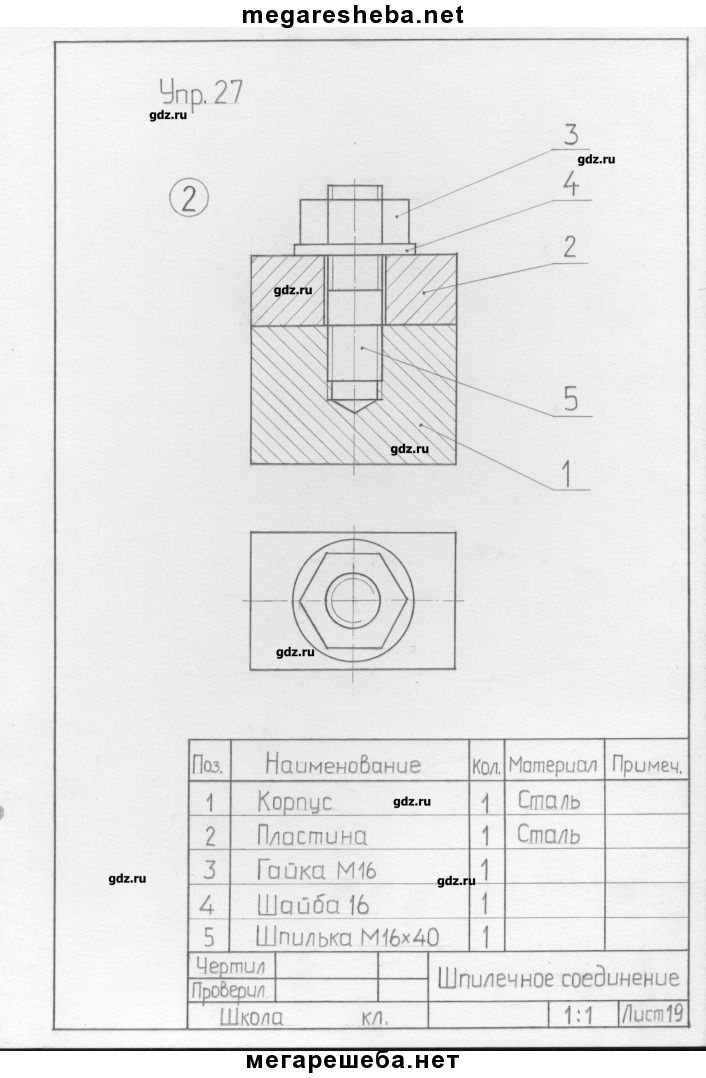 megaresheba.net
Упр. 27
gdz.ru
3
gdz.ru
4
2
2
gdz.ru
5
gdz.ru
1
gdz.ru
Поз. Наименование Кол. Материал Примеч.
1 Корпус gdz.ru 1 Сталь
2 Пластина 1 Сталь
3 Гайка М16 1
gdz.ru
gdz.ru
4 Шайба 16 1
5 Шпилька М16х40 1
Чертил
Шпилечное соединение
Проверил
Школа кл. 1:1 Лист 19
мегарешеба.нет